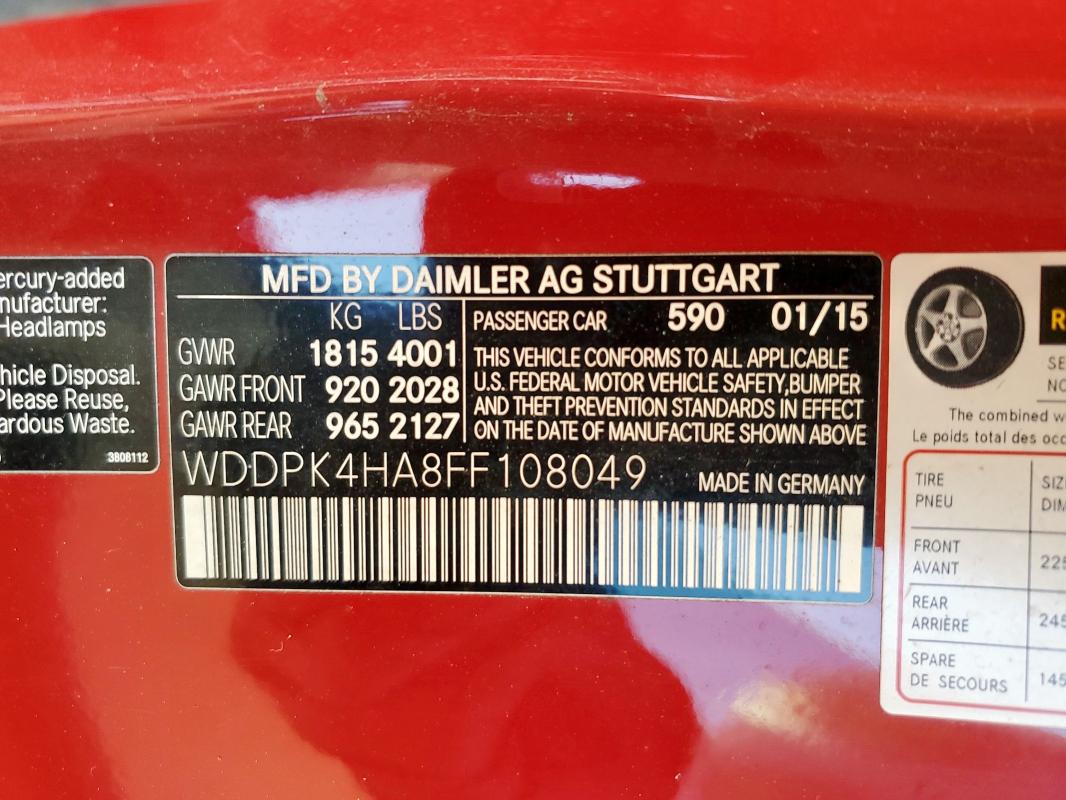 ercury-added
nufacturer:
Headlamps
hicle Disposal.
Please Reuse,
ardous Waste.
3808112
MFD BY DAIMLER AG STUTTGART
KG LBS
GVWR 1815 4001
GAWR FRONT 920 2028
GAWR REAR 965 2127
PASSENGER CAR 590 01/15
THIS VEHICLE CONFORMS TO ALL APPLICABLE
U.S. FEDERAL MOTOR VEHICLE SAFETY,BUMPER
AND THEFT PREVENTION STANDARDS IN EFFECT
ON THE DATE OF MANUFACTURE SHOWN ABOVE
WDDPK4HA8FF108049
MADE IN GERMANY
R
SE
NO
The combined w
Le poids total des occ
TIRE SIZ
PNEU DIM
FRONT
AVANT 225
REAR
ARRIÈRE 245
SPARE
DE SECOURS 145